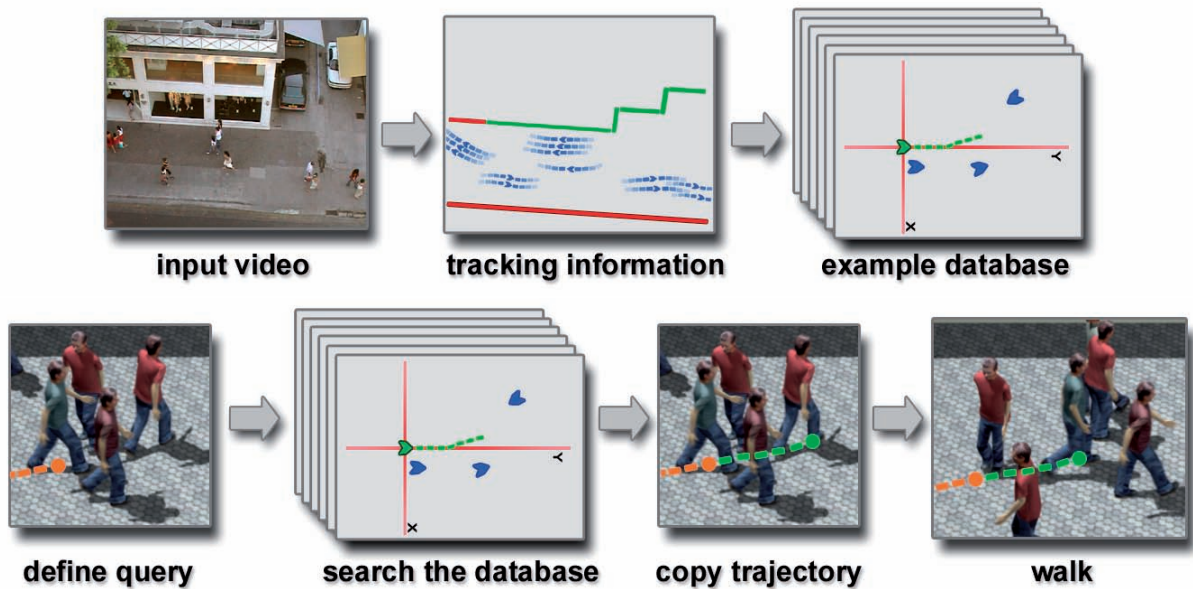 input video
tracking information
example database
Y
X
define query
search the database
copy trajectory
walk
Y
X